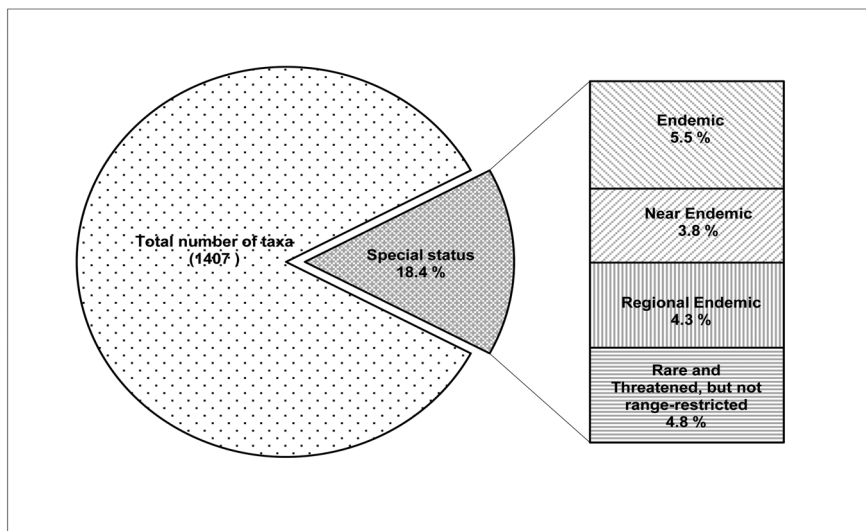 Total number of taxa
(1407 )
Special status
18.4 %
Endemic
5.5 %
Near Endemic
3.8 %
Regional Endemic
4.3 %
Rare and
Threatened, but not
range-restricted
4.8 %